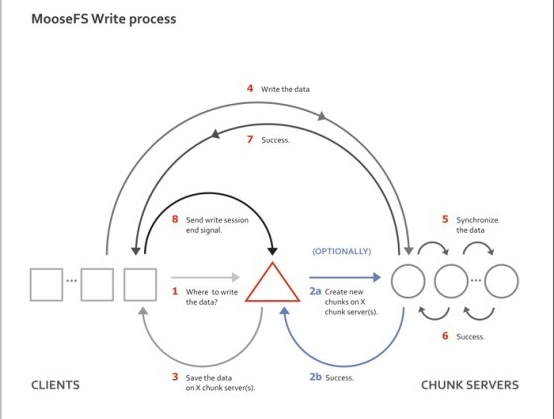 MooseFS Write process
4 Write the data
7 Success.
8 Send write session
end signal.
5 Synchronize
the data
(OPTIONALLY)
...
...
1 Where to write
the data?
2a Create new
chunks on X
chunk server(s).
6 Success.
3 Save the data
on X chunk server(s).
2b Success.
CLIENTS
CHUNK SERVERS